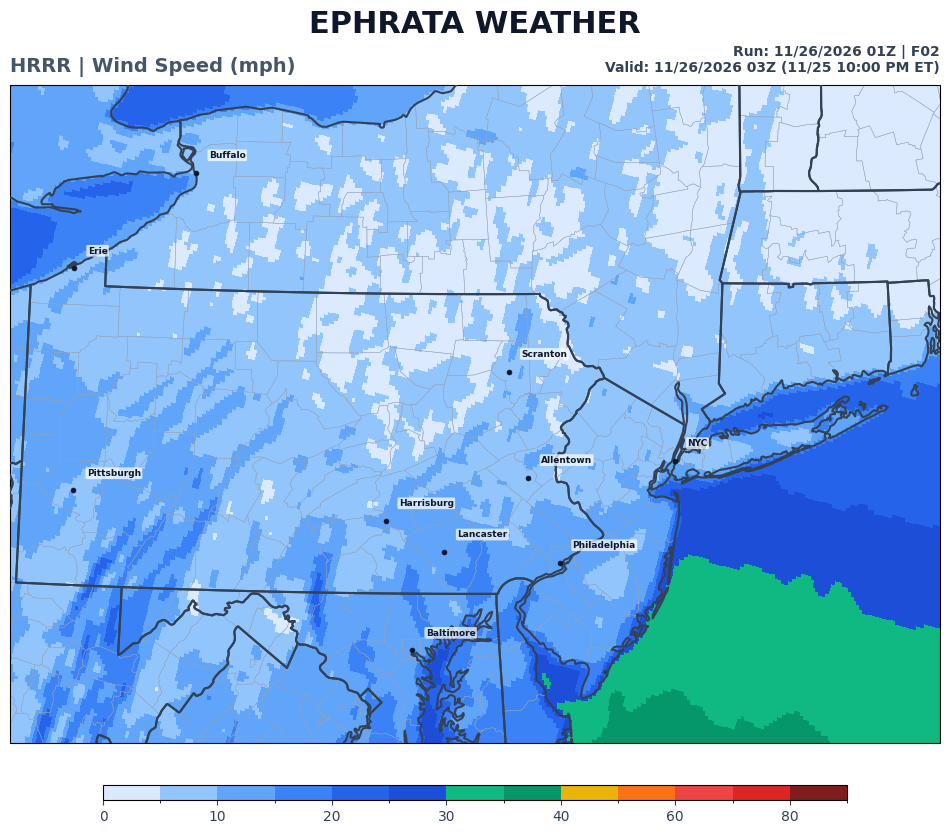 EPHRATA WEATHER
HRRR | Wind Speed (mph)
Run: 11/26/2026 01Z | F02
Valid: 11/26/2026 03Z (11/25 10:00 PM ET)
Buffalo
Erie
Scranton
NYC
Allentown
Pittsburgh
Harrisburg
Lancaster
Philadelphia
Baltimore
0 10 20 30 40 50 60 70 80